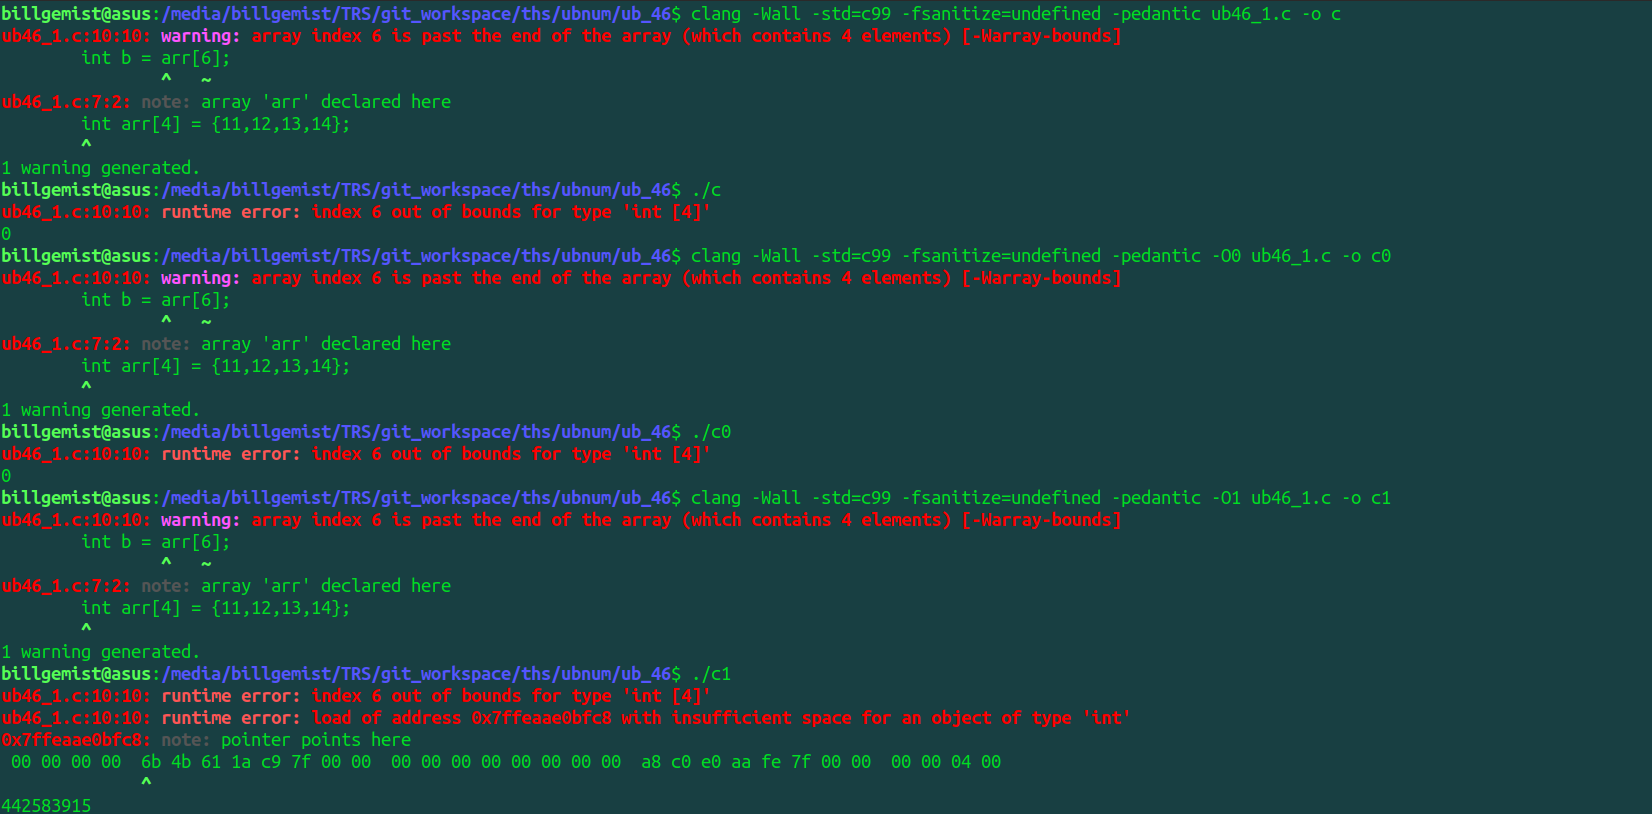 billgemist@asus:/media/billgemist/TRS/git_workspace/ths/ubnum/ub_46$ clang -Wall -std=c99 -fsanitize=undefined -pedantic ub46_1.c -o c
ub46_1.c:10:10: warning: array index 6 is past the end of the array (which contains 4 elements) [-Warray-bounds]
        int b = arr[6];
                ^   ~
ub46_1.c:7:2: note: array 'arr' declared here
        int arr[4] = {11,12,13,14};
        ^
1 warning generated.
billgemist@asus:/media/billgemist/TRS/git_workspace/ths/ubnum/ub_46$ ./c
ub46_1.c:10:10: runtime error: index 6 out of bounds for type 'int [4]'
0
billgemist@asus:/media/billgemist/TRS/git_workspace/ths/ubnum/ub_46$ clang -Wall -std=c99 -fsanitize=undefined -pedantic -O0 ub46_1.c -o c0
ub46_1.c:10:10: warning: array index 6 is past the end of the array (which contains 4 elements) [-Warray-bounds]
        int b = arr[6];
                ^   ~
ub46_1.c:7:2: note: array 'arr' declared here
        int arr[4] = {11,12,13,14};
        ^
1 warning generated.
billgemist@asus:/media/billgemist/TRS/git_workspace/ths/ubnum/ub_46$ ./c0
ub46_1.c:10:10: runtime error: index 6 out of bounds for type 'int [4]'
0
billgemist@asus:/media/billgemist/TRS/git_workspace/ths/ubnum/ub_46$ clang -Wall -std=c99 -fsanitize=undefined -pedantic -O1 ub46_1.c -o c1
ub46_1.c:10:10: warning: array index 6 is past the end of the array (which contains 4 elements) [-Warray-bounds]
        int b = arr[6];
                ^   ~
ub46_1.c:7:2: note: array 'arr' declared here
        int arr[4] = {11,12,13,14};
        ^
1 warning generated.
billgemist@asus:/media/billgemist/TRS/git_workspace/ths/ubnum/ub_46$ ./c1
ub46_1.c:10:10: runtime error: index 6 out of bounds for type 'int [4]'
ub46_1.c:10:10: runtime error: load of address 0x7ffeaae0bfc8 with insufficient space for an object of type 'int'
0x7ffeaae0bfc8: note: pointer points here
 00 00 00 00  6b 4b 61 1a c9 7f 00 00  00 00 00 00 00 00 00 00  a8 c0 e0 aa fe 7f 00 00  00 00 04 00
              ^
442583915